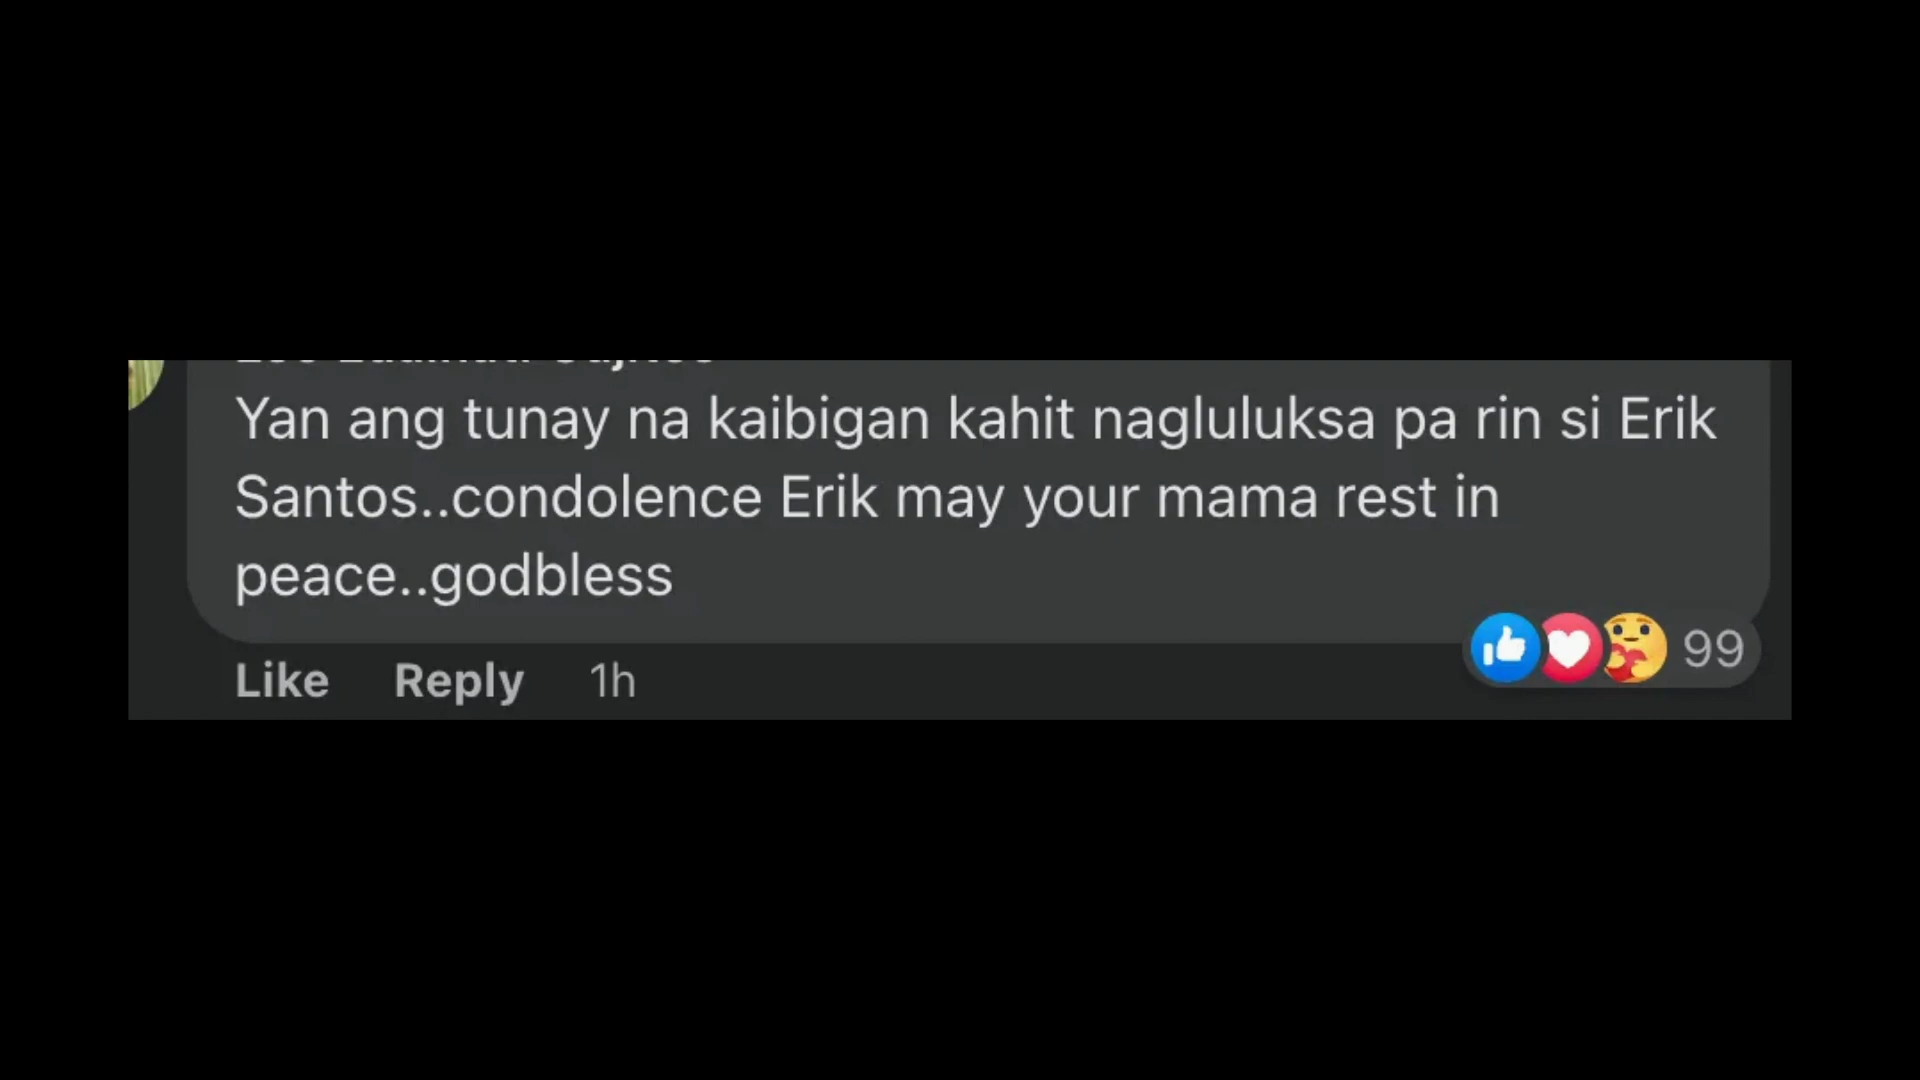 Yan ang tunay na kaibigan kahit nagluluksa pa rin si Erik
Santos..condolence Erik may your mama rest in
peace..godbless
Like Reply 1h 99